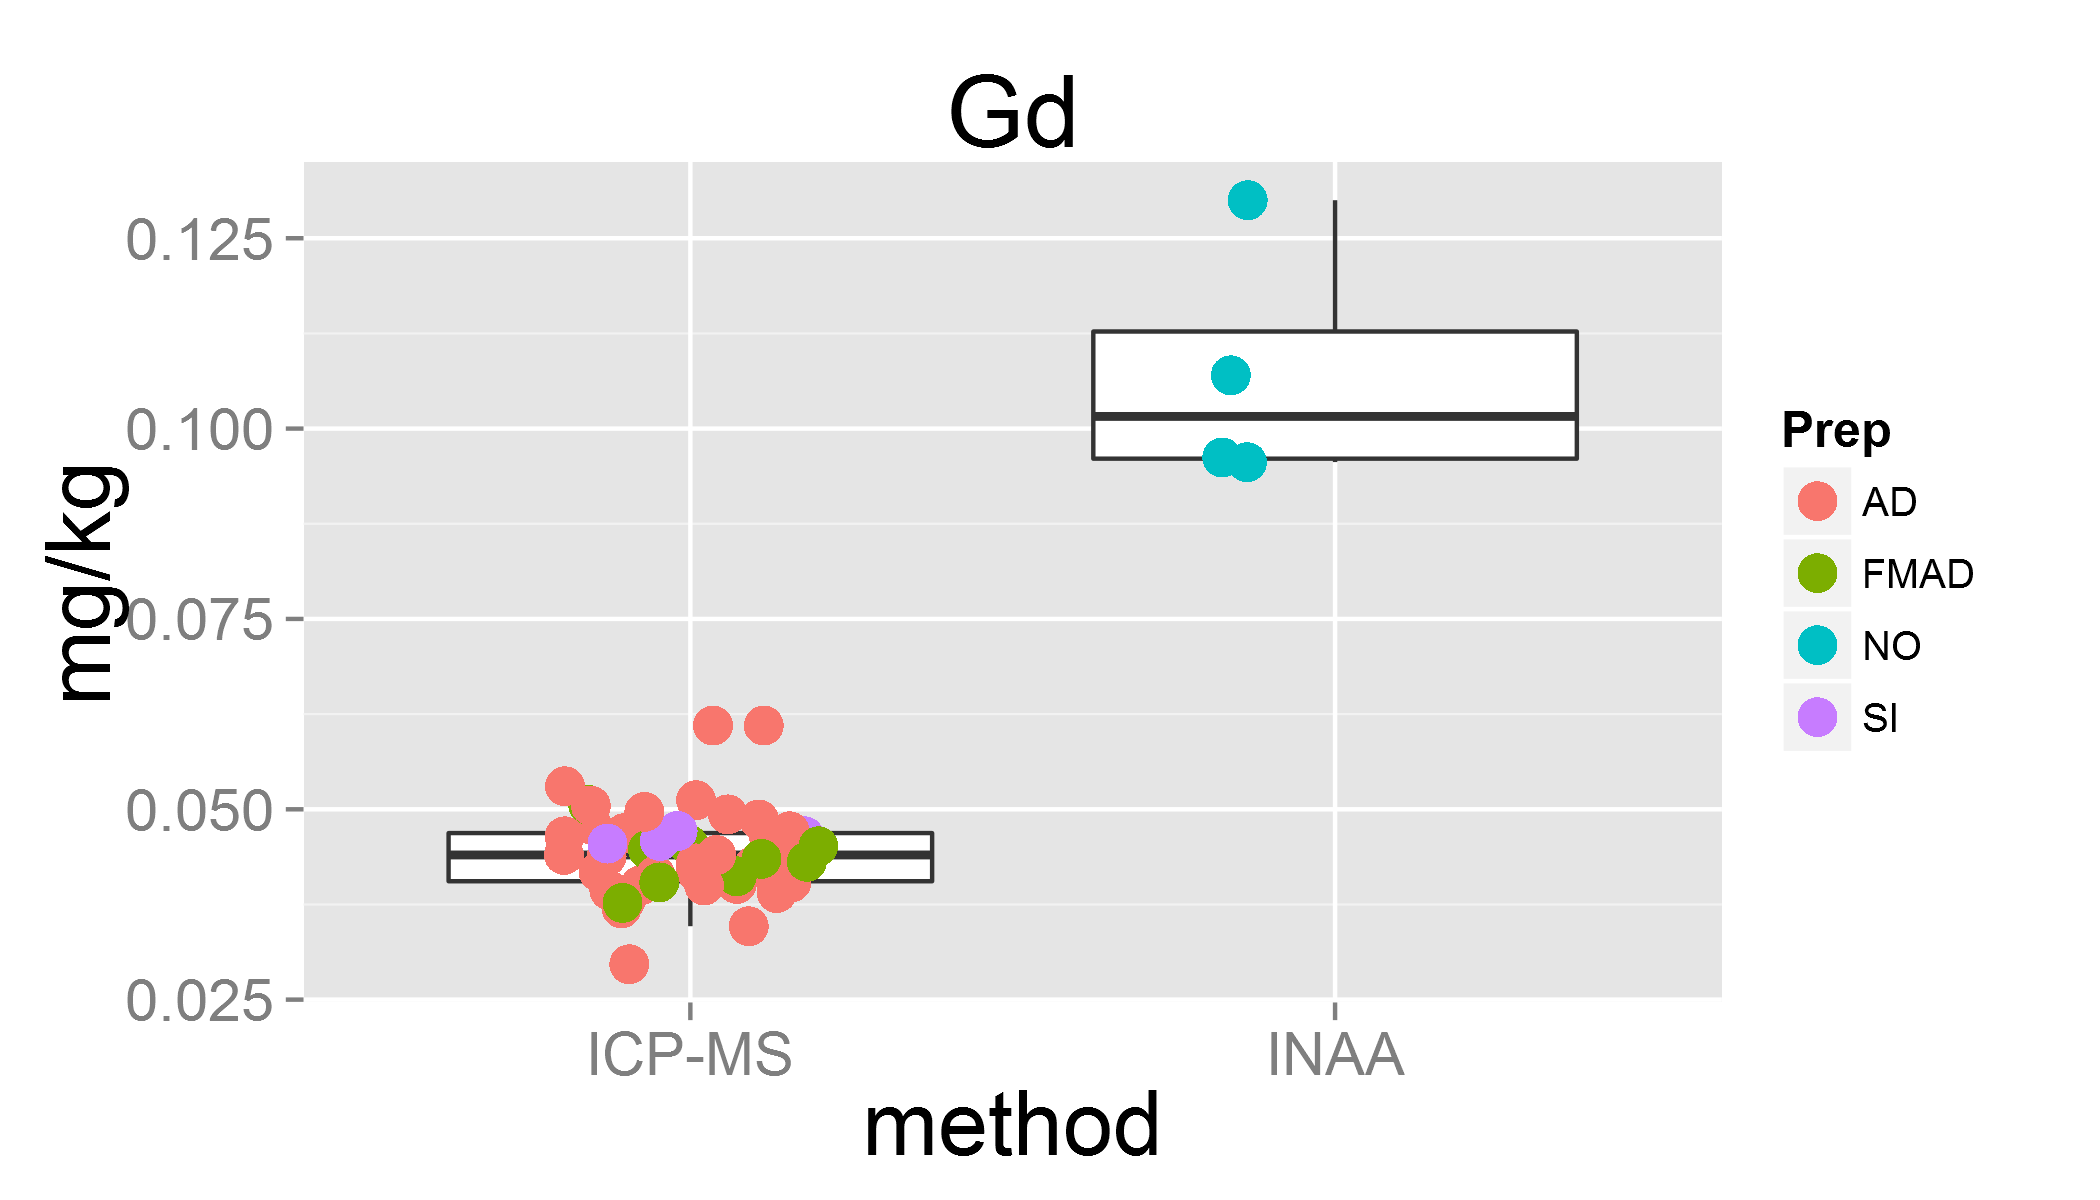 Gd
mg/kg
0.125
0.100
0.075
0.050
0.025
ICP-MS
INAA
method
Prep
AD
FMAD
NO
SI